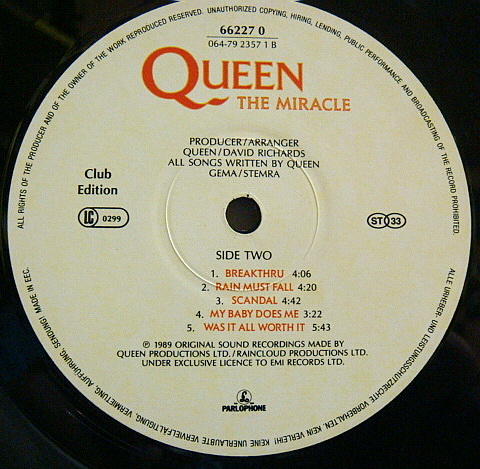 ALL RIGHTS OF THE PRODUCER AND OF THE OWNER OF THE WORK REPRODUCED RESERVED. UNAUTHORIZED COPYING, HIRING, LENDING, PUBLIC PERFORMANCE AND BROADCASTING OF THE RECORD PROHIBITED.
66227 0
064-79 2357 1 B
QUEEN
THE MIRACLE
PRODUCER/ARRANGER
QUEEN/DAVID RICHARDS
ALL SONGS WRITTEN BY QUEEN
GEMA/STEMRA
Club
Edition
LC 0299
ST 33
SIDE TWO
1. BREAKTHRU 4:06
2. RAIN MUST FALL 4:20
3. SCANDAL 4:42
4. MY BABY DOES ME 3:22
5. WAS IT ALL WORTH IT 5:43
℗ 1989 ORIGINAL SOUND RECORDINGS MADE BY
QUEEN PRODUCTIONS LTD./RAINCLOUD PRODUCTIONS LTD.
UNDER EXCLUSIVE LICENCE TO EMI RECORDS LTD.
PARLOPHONE
ALLE URHEBER- UND LEISTUNGSSCHUTZRECHTE VORBEHALTEN. KEIN VERLEIH! KEINE UNERLAUBTE VERVIELFÄLTIGUNG, VERMIETUNG, AUFFÜHRUNG, SENDUNG! MADE IN EEC.